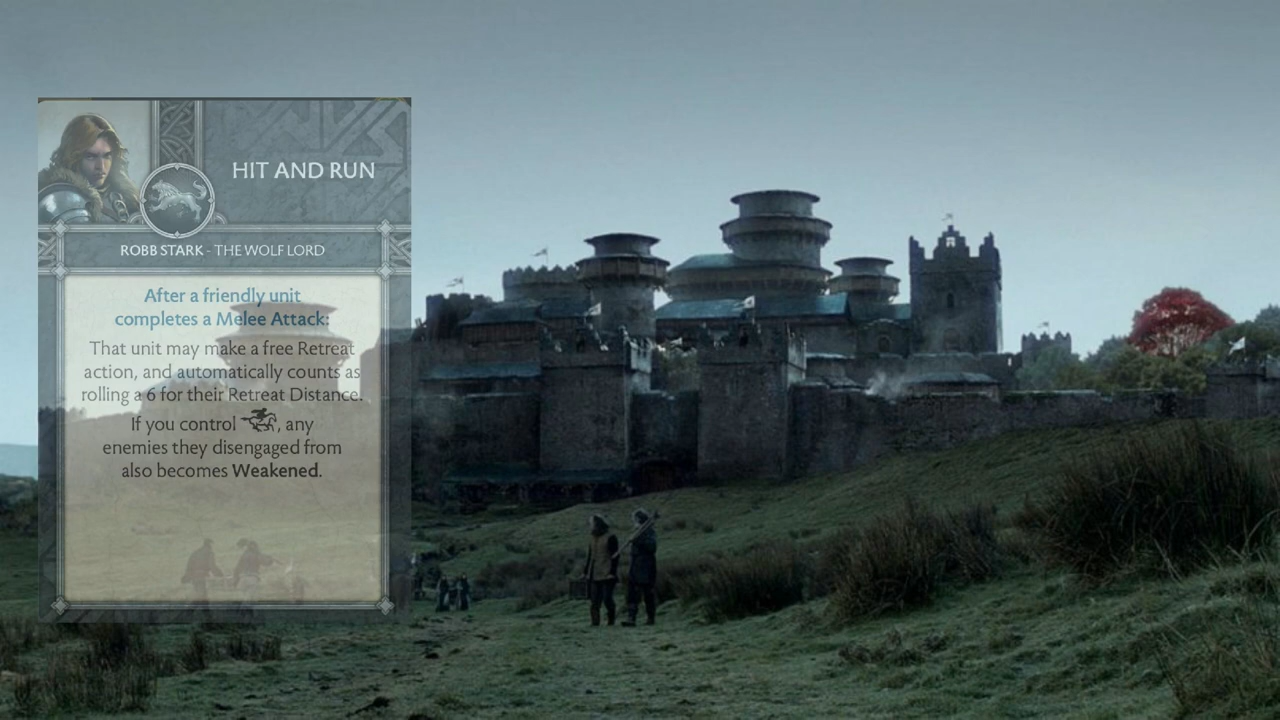 HIT AND RUN
ROBB STARK - THE WOLF LORD
After a friendly unit
completes a Melee Attack:
That unit may make a free Retreat
action, and automatically counts as
rolling a 6 for their Retreat Distance.
If you control , any
enemies they disengaged from
also becomes Weakened.